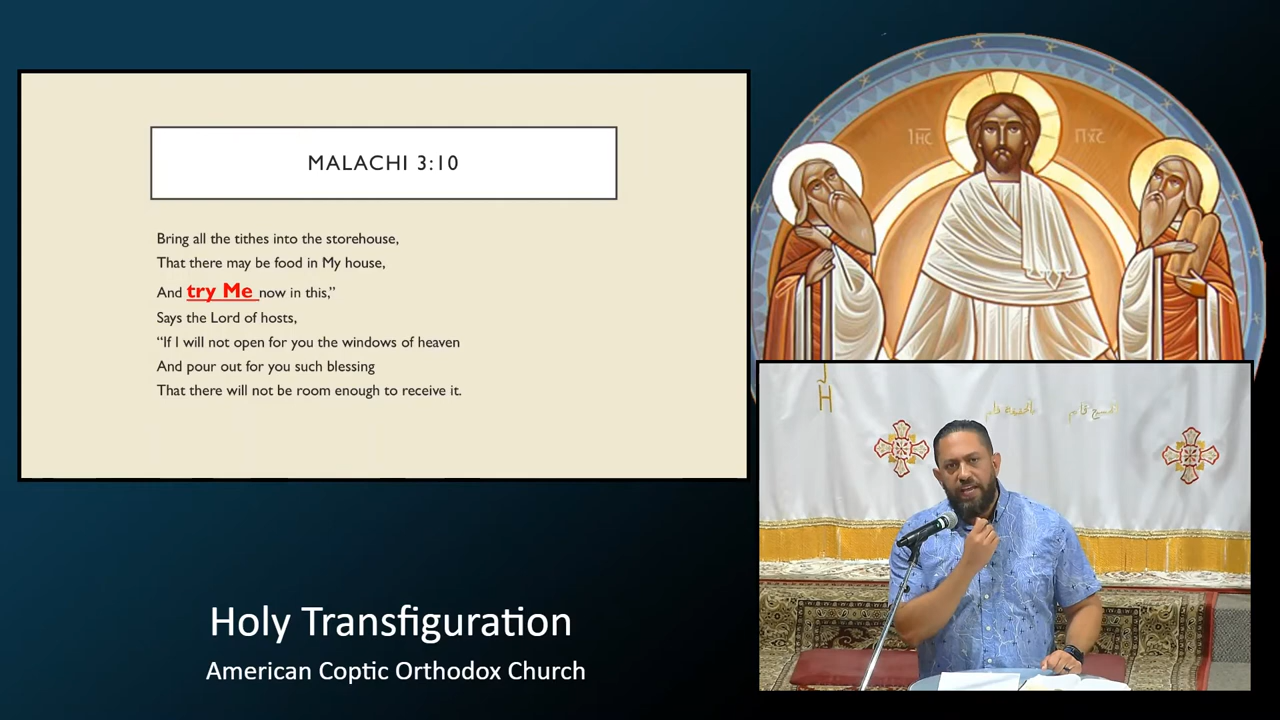 MALACHI 3:10
Bring all the tithes into the storehouse,
That there may be food in My house,
And try Me now in this,”
Says the Lord of hosts,
“If I will not open for you the windows of heaven
And pour out for you such blessing
That there will not be room enough to receive it.
Holy Transfiguration
American Coptic Orthodox Church
H